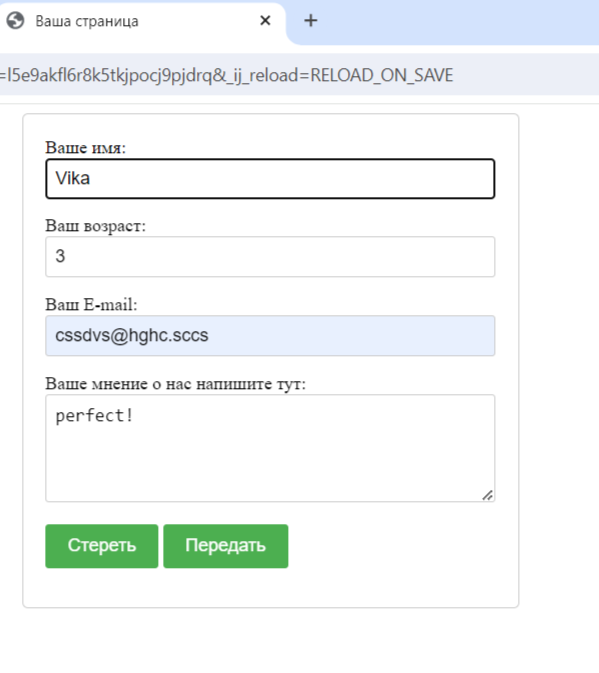 Ваша страница
=l5e9akfl6r8k5tkjpocj9pjdrq&_ij_reload=RELOAD_ON_SAVE
Ваше имя:
Vika
Ваш возраст:
3
Ваш E-mail:
cssdvs@hghc.sccs
Ваше мнение о нас напишите тут:
perfect!
Стереть Передать